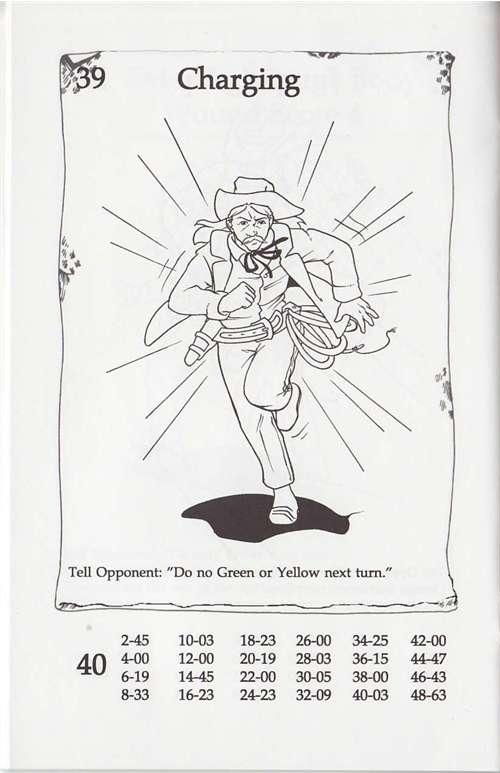 39 Charging
Tell Opponent: "Do no Green or Yellow next turn."
40
2-45 10-03 18-23 26-00 34-25 42-00
4-00 12-00 20-19 28-03 36-15 44-47
6-19 14-45 22-00 30-05 38-00 46-43
8-33 16-23 24-23 32-09 40-03 48-63